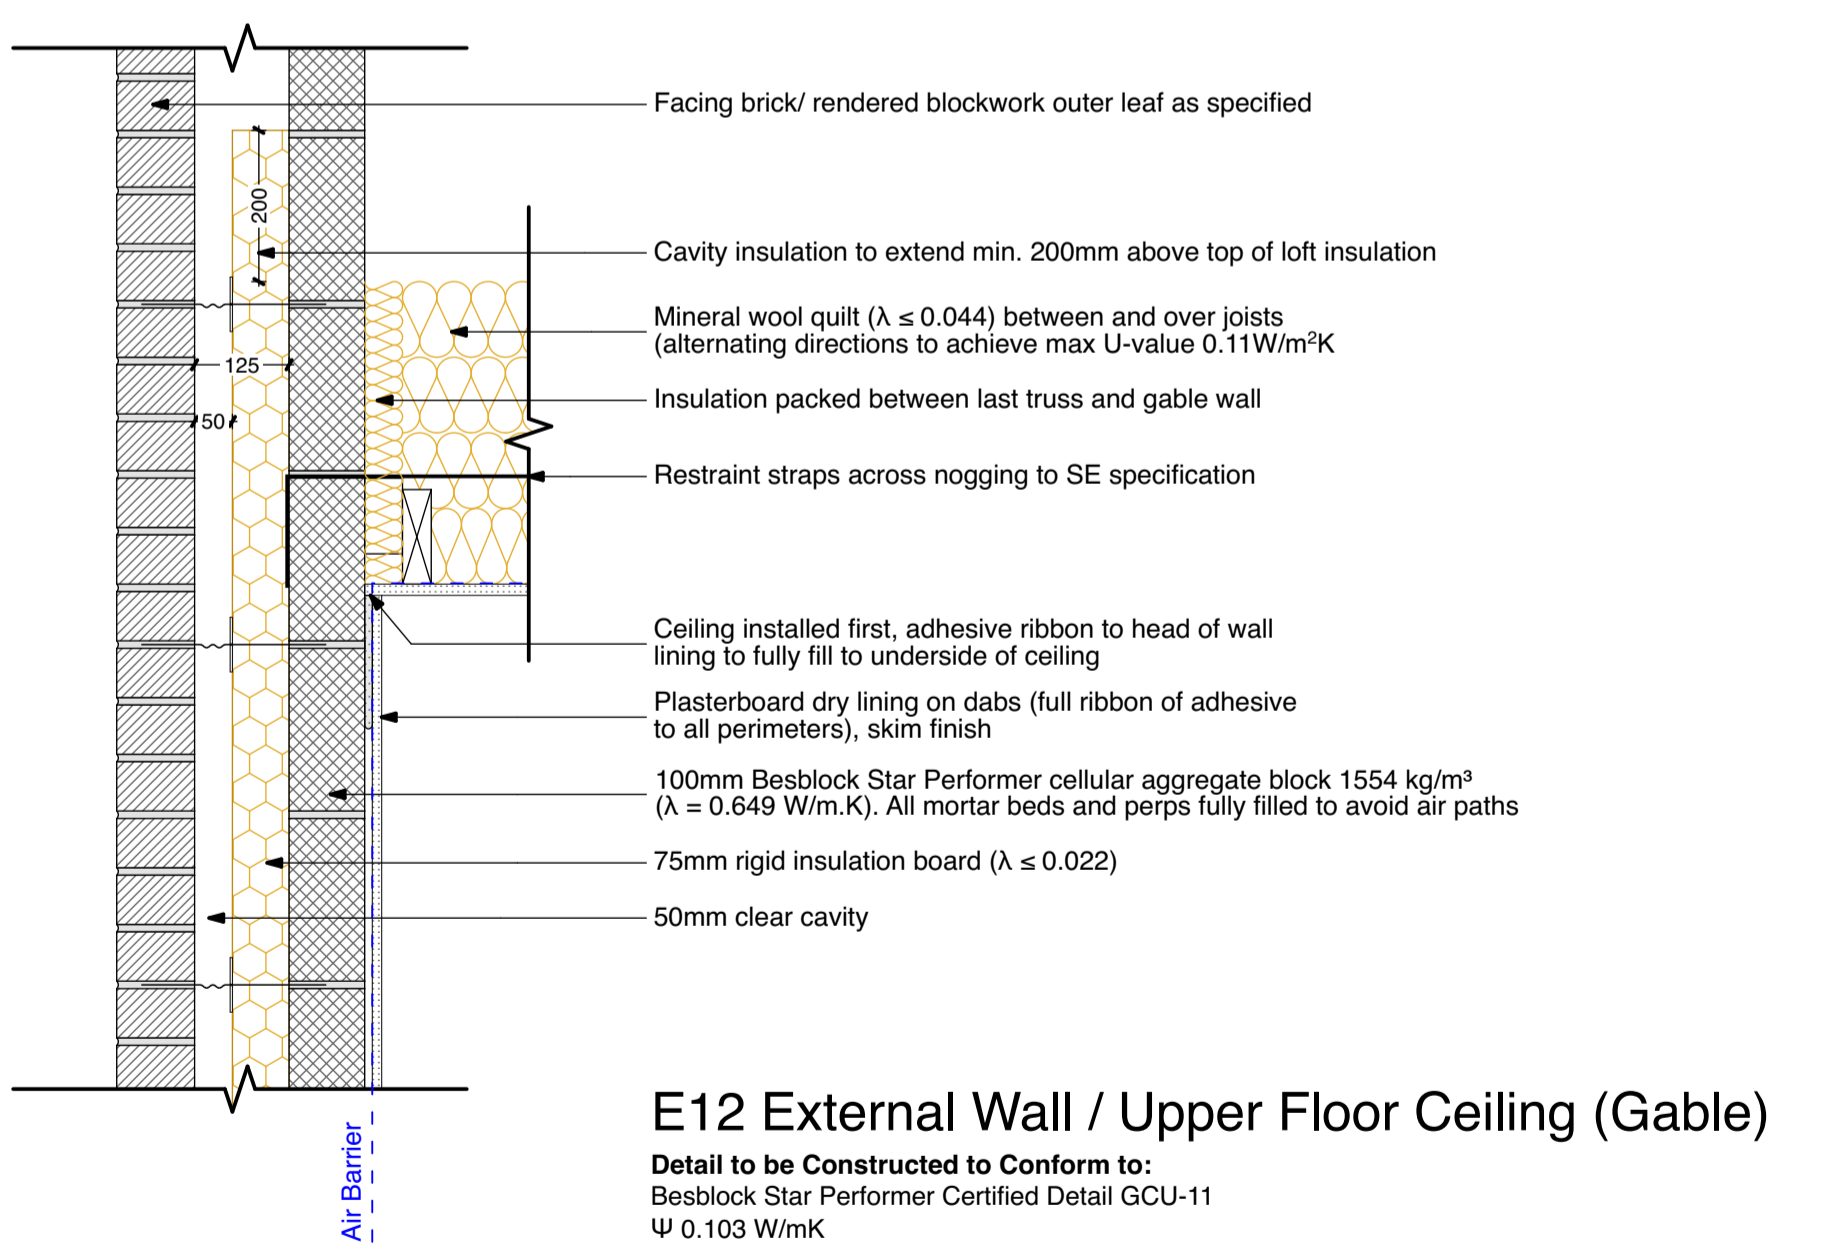 Facing brick/ rendered blockwork outer leaf as specified
200
Cavity insulation to extend min. 200mm above top of loft insulation
Mineral wool quilt (λ ≤ 0.044) between and over joists
(alternating directions to achieve max U-value 0.11W/m²K
125
Insulation packed between last truss and gable wall
50
Restraint straps across nogging to SE specification
Ceiling installed first, adhesive ribbon to head of wall
lining to fully fill to underside of ceiling
Plasterboard dry lining on dabs (full ribbon of adhesive
to all perimeters), skim finish
100mm Besblock Star Performer cellular aggregate block 1554 kg/m³
(λ = 0.649 W/m.K). All mortar beds and perps fully filled to avoid air paths
75mm rigid insulation board (λ ≤ 0.022)
50mm clear cavity
Air Barrier
E12 External Wall / Upper Floor Ceiling (Gable)
Detail to be Constructed to Conform to:
Besblock Star Performer Certified Detail GCU-11
Ψ 0.103 W/mK